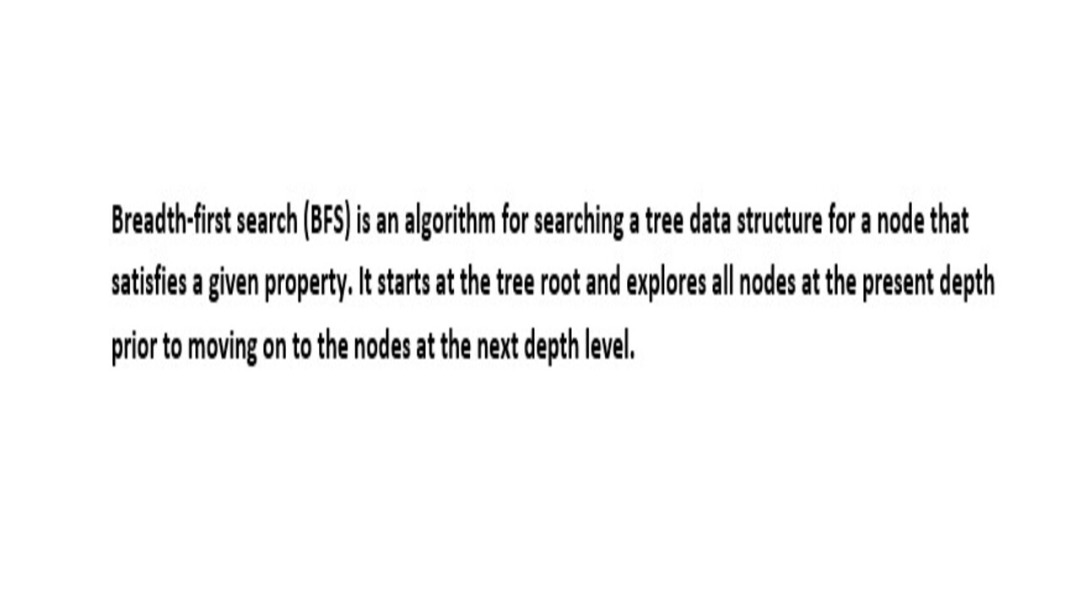 Breadth-first search (BFS) is an algorithm for searching a tree data structure for a node that
satisfies a given property. It starts at the tree root and explores all nodes at the present depth
prior to moving on to the nodes at the next depth level.